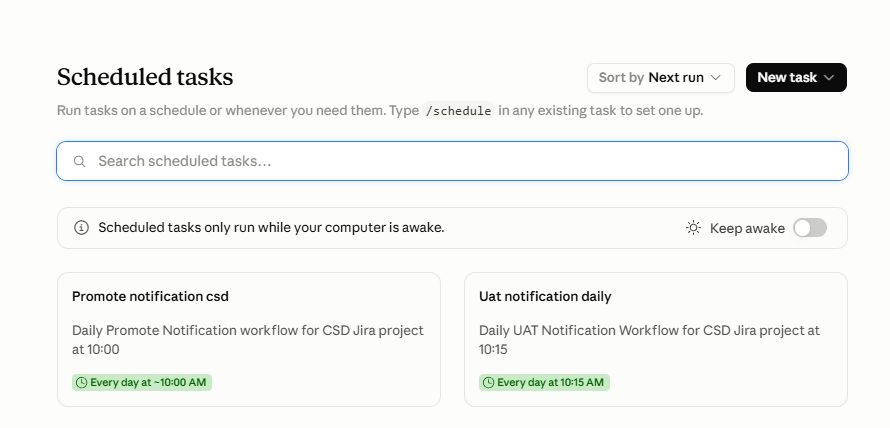 Scheduled tasks
Sort by Next run
New task
Run tasks on a schedule or whenever you need them. Type /schedule in any existing task to set one up.
Search scheduled tasks...
Scheduled tasks only run while your computer is awake.
Keep awake
Promote notification csd
Daily Promote Notification workflow for CSD Jira project
at 10:00
Every day at ~10:00 AM
Uat notification daily
Daily UAT Notification Workflow for CSD Jira project at
10:15
Every day at 10:15 AM